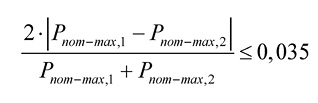 2·|P_nom−max,1 − P_nom−max,2|
P_nom−max,1 + P_nom−max,2
≤ 0,035